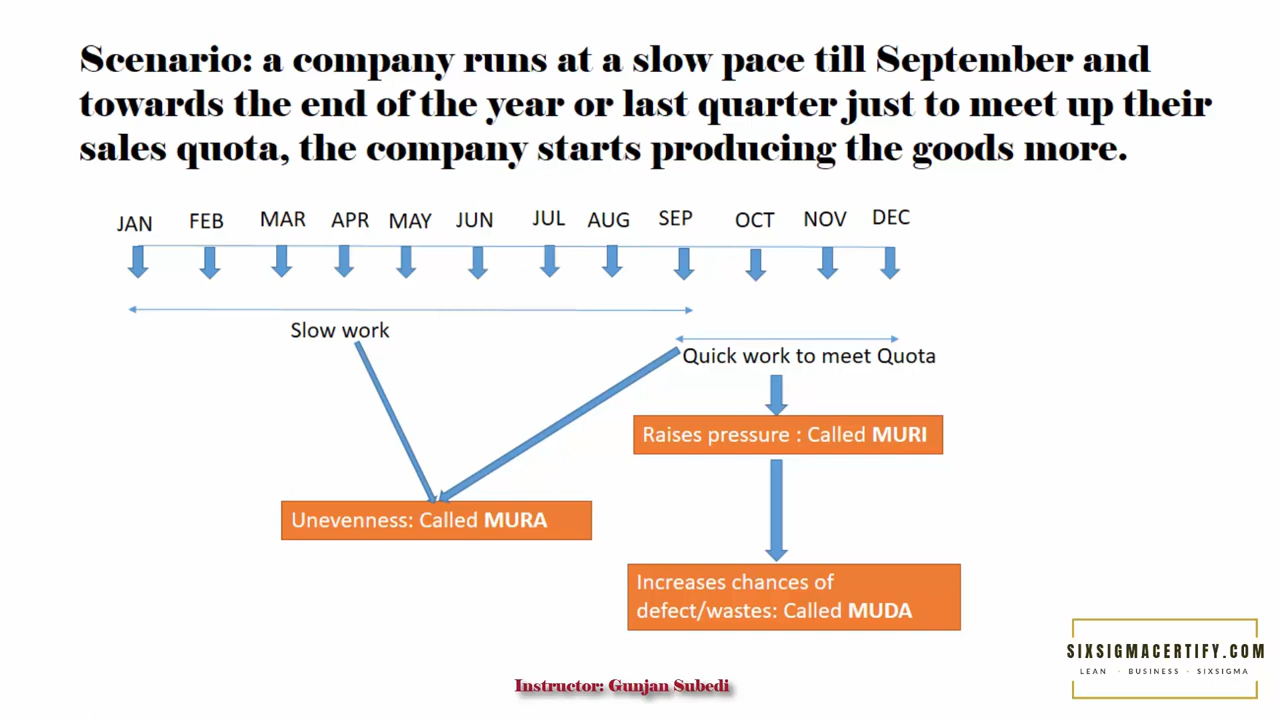 Scenario: a company runs at a slow pace till September and
towards the end of the year or last quarter just to meet up their
sales quota, the company starts producing the goods more.
JAN FEB MAR APR MAY JUN JUL AUG SEP OCT NOV DEC
Slow work
Quick work to meet Quota
Raises pressure : Called MURI
Unevenness: Called MURA
Increases chances of
defect/wastes: Called MUDA
SIXSIGMACERTIFY.COM
LEAN · BUSINESS · SIXSIGMA
Instructor: Gunjan Subedi